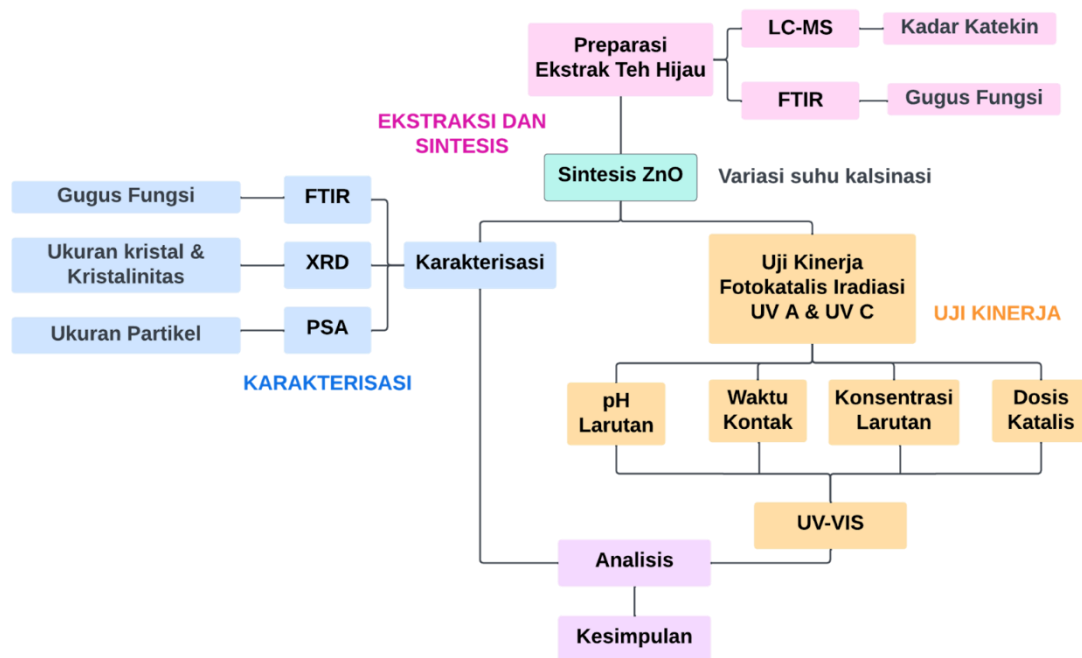 Preparasi
Ekstrak Teh Hijau
LC-MS
Kadar Katekin
FTIR
Gugus Fungsi
EKSTRAKSI DAN
SINTESIS
Sintesis ZnO
Variasi suhu kalsinasi
Gugus Fungsi
FTIR
Ukuran kristal &
Kristalinitas
XRD
Karakterisasi
Ukuran Partikel
PSA
KARAKTERISASI
Uji Kinerja
Fotokatalis Iradiasi
UV A & UV C
UJI KINERJA
pH
Larutan
Waktu
Kontak
Konsentrasi
Larutan
Dosis
Katalis
UV-VIS
Analisis
Kesimpulan